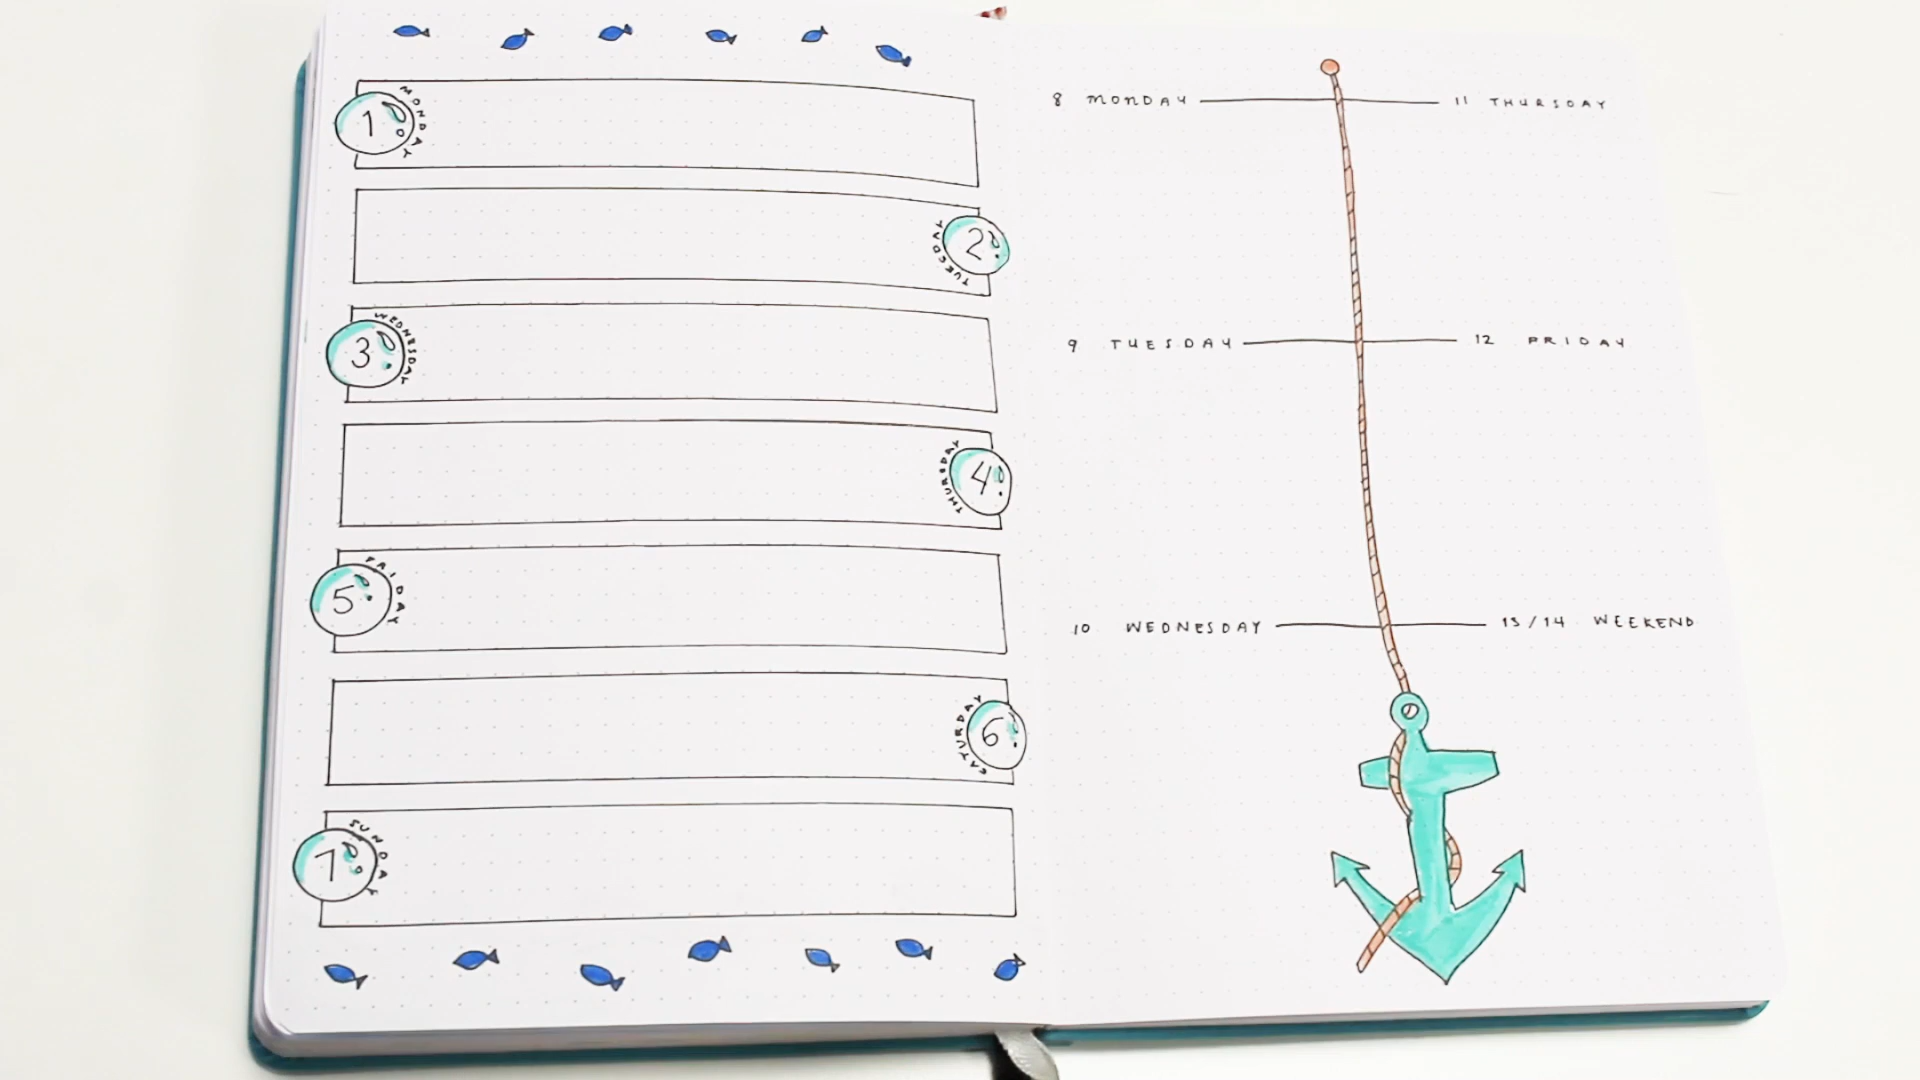 1 MONDAY
2 TUESDAY
3 WEDNESDAY
4 THURSDAY
5 FRIDAY
6 SATURDAY
7 SUNDAY
8 MONDAY
9 TUESDAY
10 WEDNESDAY
11 THURSDAY
12 FRIDAY
13/14 WEEKEND